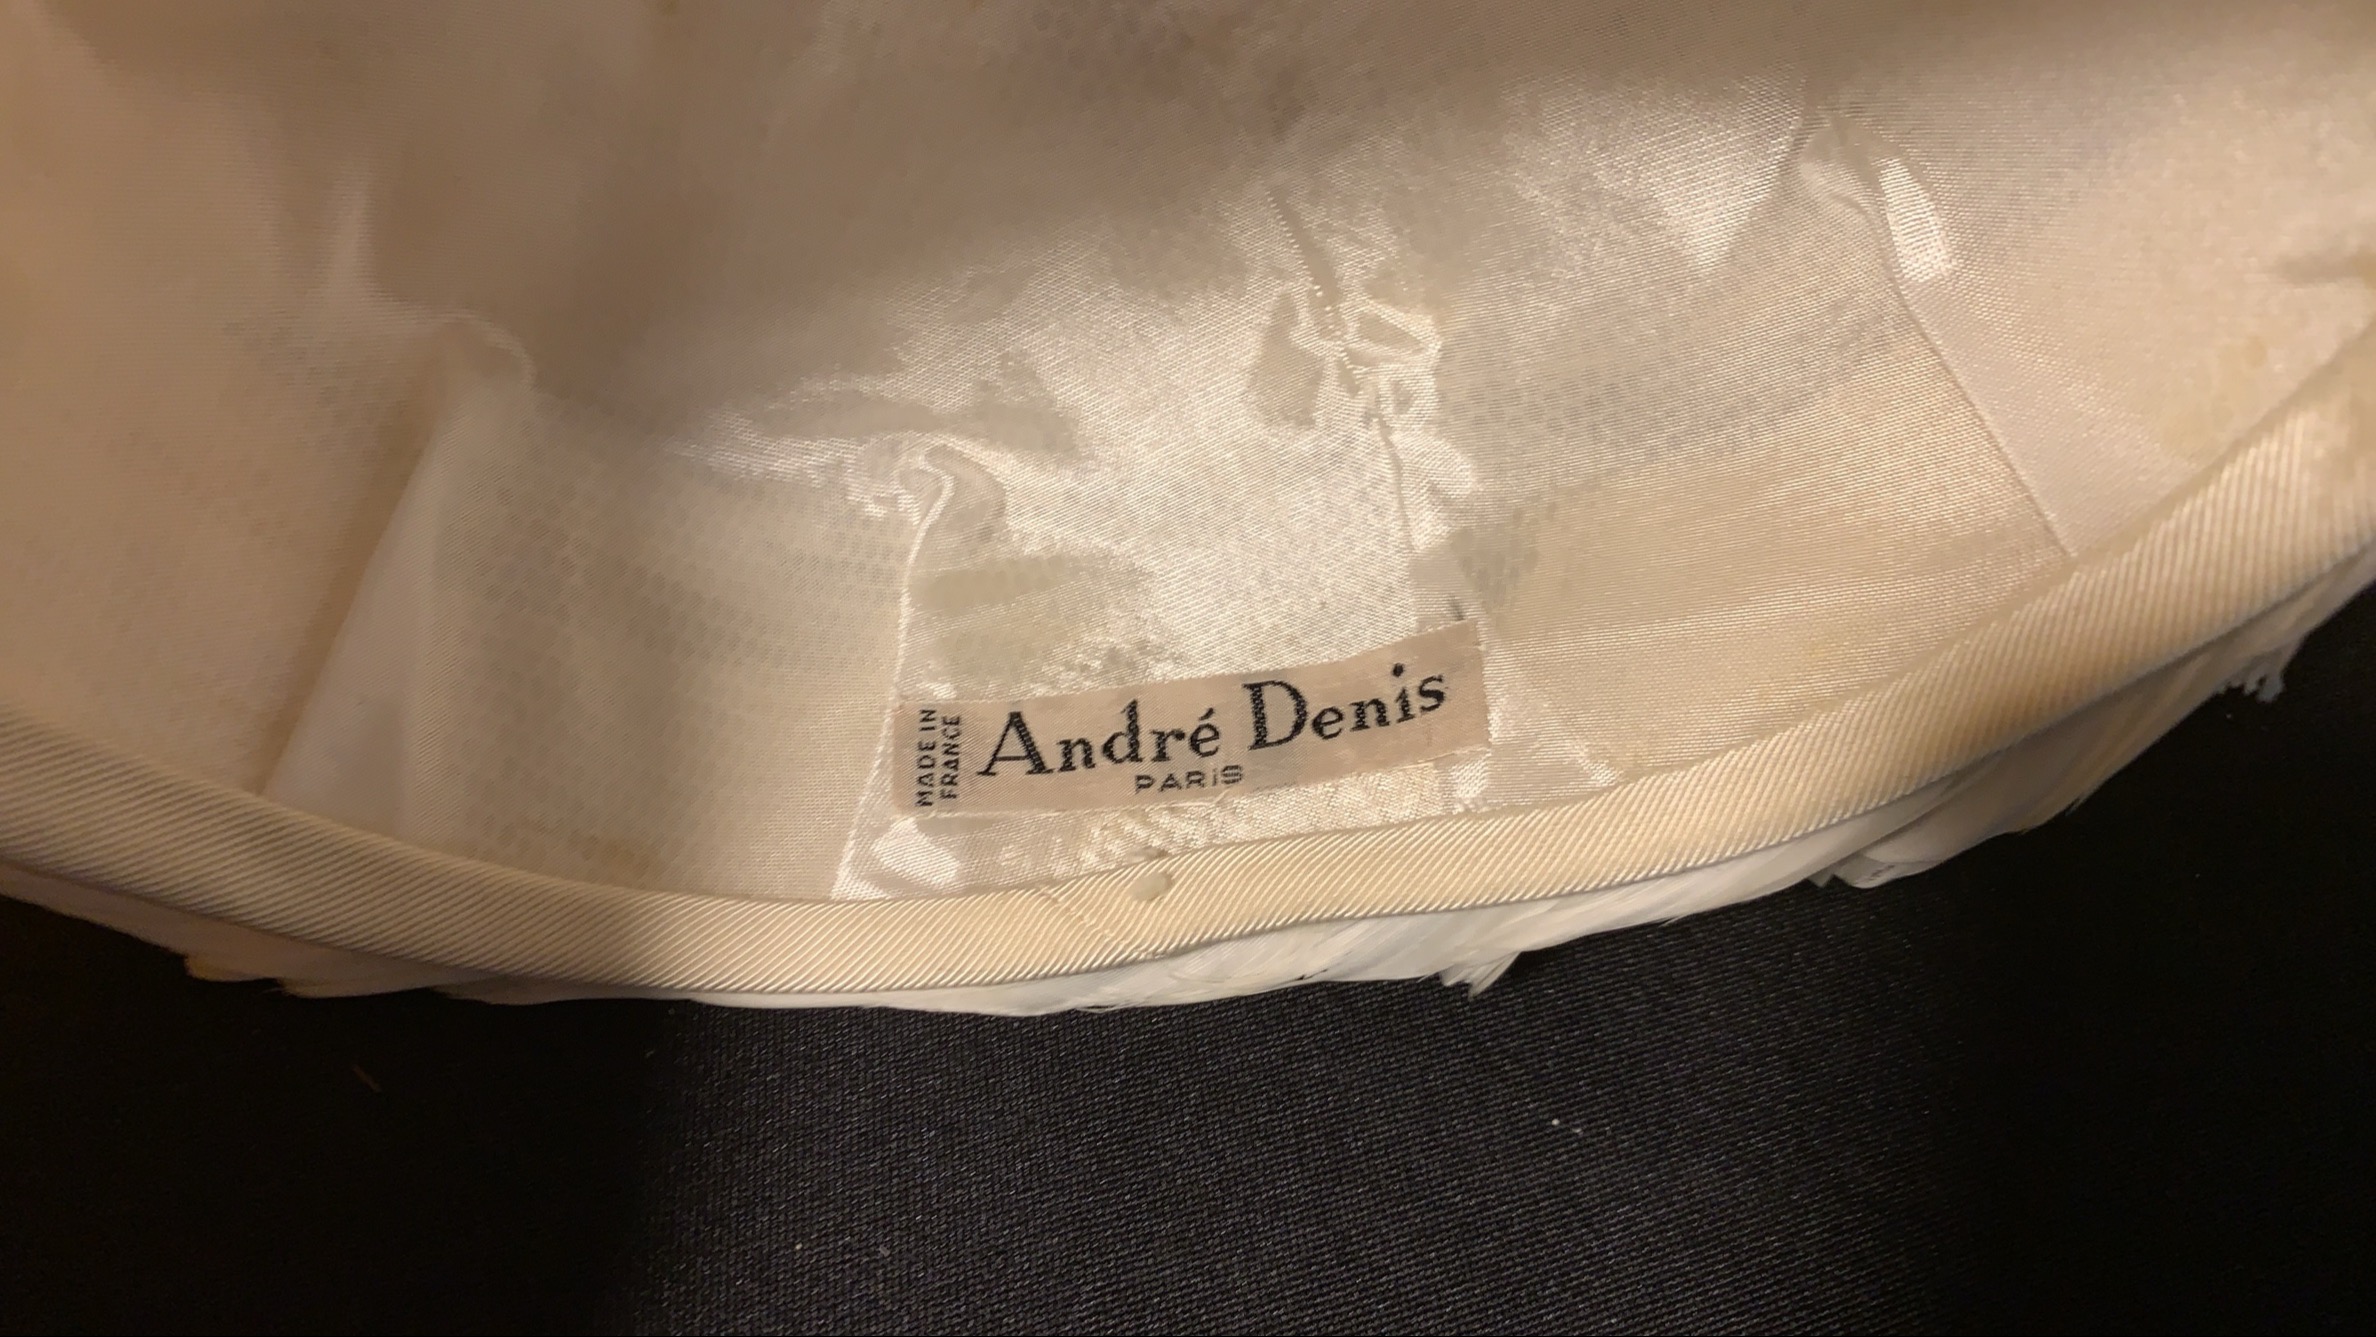 MADE IN
FRANCE
André Denis
PARIS